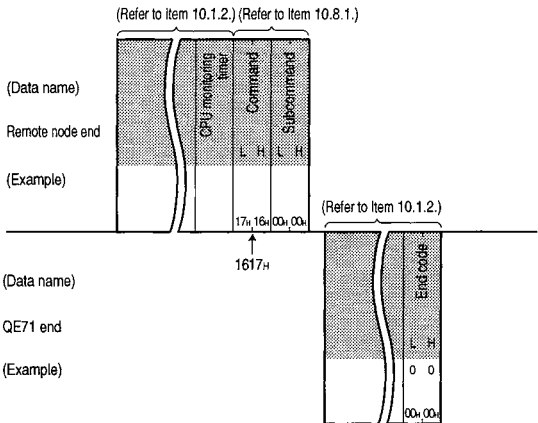 (Refer to Item 10.1.2.) (Refer to Item 10.8.1.)
(Data name)
CPU monitoring timer
Command
Subcommand
Remote node end
L H L H
(Example)
17H 16H 00H 00H
1617H
(Refer to Item 10.1.2.)
(Data name)
End code
QE71 end
L H
(Example)
0 0
00H 00H